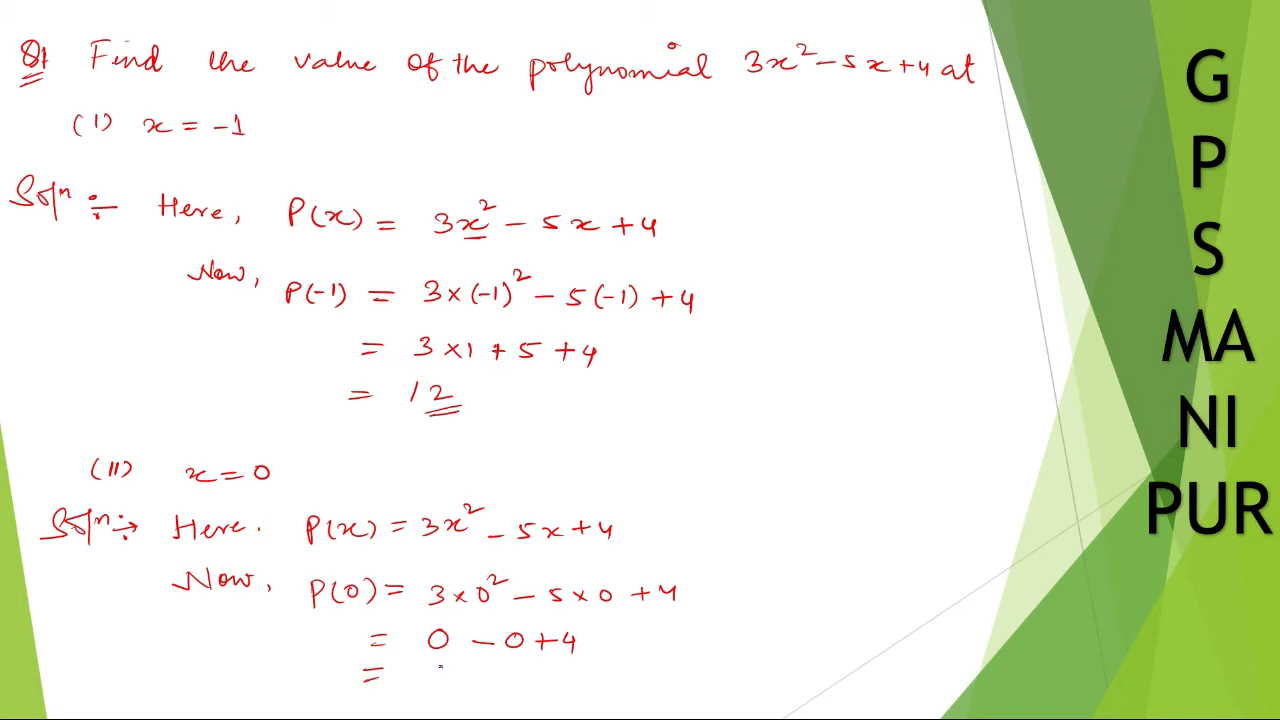 Q1 Find the value of the polynomial 3x² - 5x + 4 at
(I) x = -1
Solⁿ ÷ Here, P(x) = 3x² - 5x + 4
Now, P(-1) = 3 × (-1)² - 5(-1) + 4
= 3 × 1 + 5 + 4
= 12
(II) x = 0
Solⁿ ÷→ Here. P(x) = 3x² - 5x + 4
Now, P(0) = 3 × 0² - 5 × 0 + 4
= 0 - 0 + 4
=
G
P
S
MA
NI
PUR